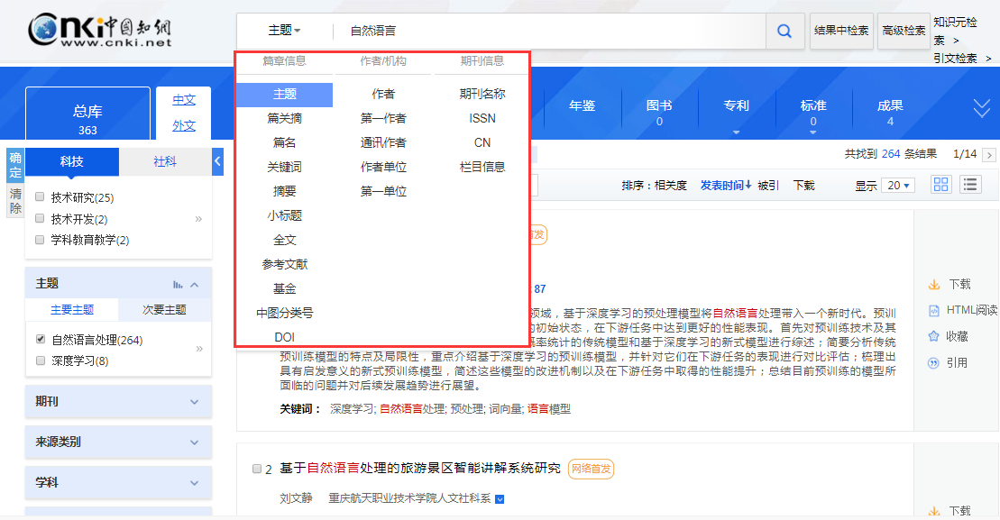 Cnki中国知网
www.cnki.net
主题
自然语言
结果中检索
高级检索
知识元检索 >
引文检索 >
总库
363
中文
外文
年鉴
图书
0
专利
标准
0
成果
4
篇章信息
主题
篇关摘
篇名
关键词
摘要
小标题
全文
参考文献
基金
中图分类号
DOI
作者/机构
作者
第一作者
通讯作者
作者单位
第一单位
期刊信息
期刊名称
ISSN
CN
栏目信息
确定
清除
科技
社科
技术研究(25)
技术开发(2)
学科教育教学(2)
主题
主要主题
次要主题
自然语言处理(264)
深度学习(8)
期刊
来源类别
学科
共找到 264 条结果 1/14 >
排序：相关度 发表时间↓ 被引 下载 显示 20
首发
87
领域，基于深度学习的预处理模型将自然语言处理带入一个新时代。预训
的初始状态，在下游任务中达到更好的性能表现。首先对预训练技术及其
概率统计的传统模型和基于深度学习的新式模型进行综述；简要分析传统
预训练模型的特点及局限性，重点介绍基于深度学习的预训练模型，并针对它们在下游任务的表现进行对比评估；梳理出
具有启发意义的新式预训练模型，简述这些模型的改进机制以及在下游任务中取得的性能提升；总结目前预训练的模型所
面临的问题并对后续发展趋势进行展望。
关键词： 深度学习; 自然语言处理; 预处理; 词向量; 语言模型
下载
HTML阅读
收藏
引用
2 基于自然语言处理的旅游景区智能讲解系统研究 网络首发
刘文静 重庆航天职业技术学院人文社科系
下载